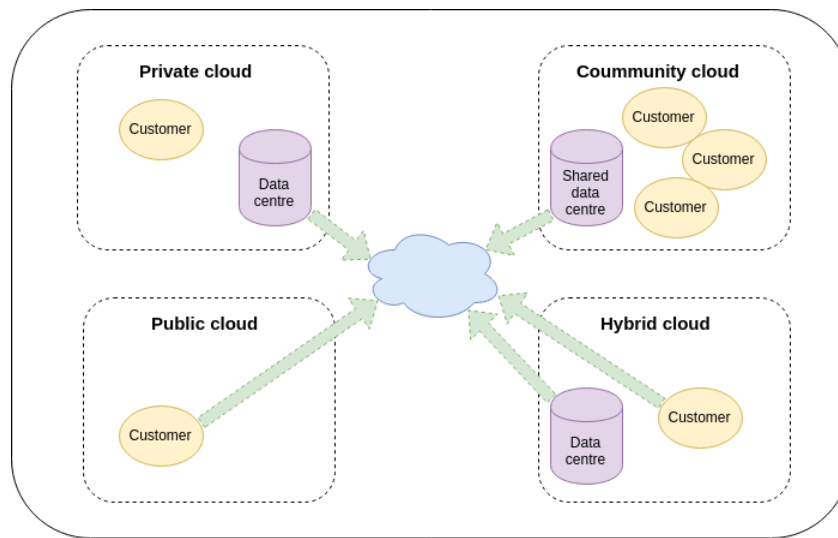 Private cloud
Customer
Data
centre
Coummunity cloud
Customer
Customer
Customer
Shared
data
centre
Public cloud
Customer
Hybrid cloud
Customer
Data
centre